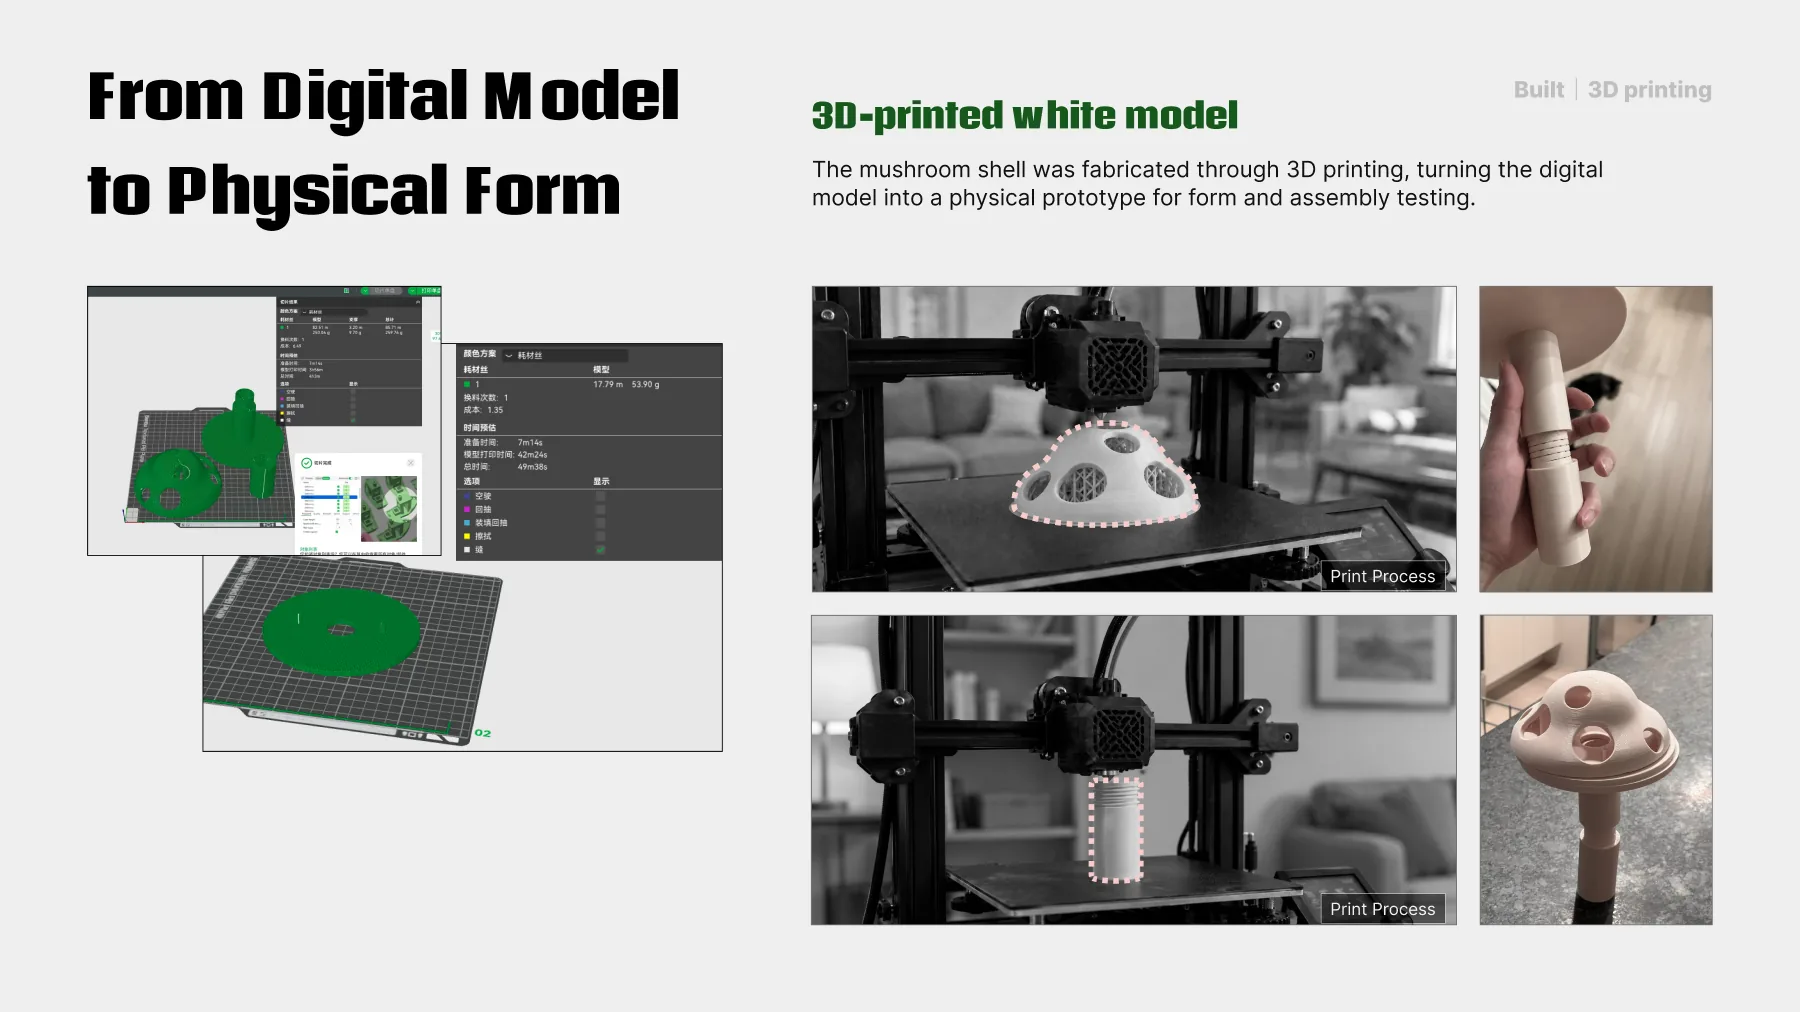 From Digital Model
to Physical Form
Built | 3D printing
3D-printed white model
The mushroom shell was fabricated through 3D printing, turning the digital
model into a physical prototype for form and assembly testing.
颜色方案 耗材丝
耗材丝 模型
1 17.79 m 53.90 g
换料次数: 1
成本: 1.35
时间预估
准备时间: 7m14s
模型打印时间: 42m24s
总时间: 49m38s
选项 显示
空驶
回抽
装填回抽
擦拭
缝
02
Print Process
Print Process